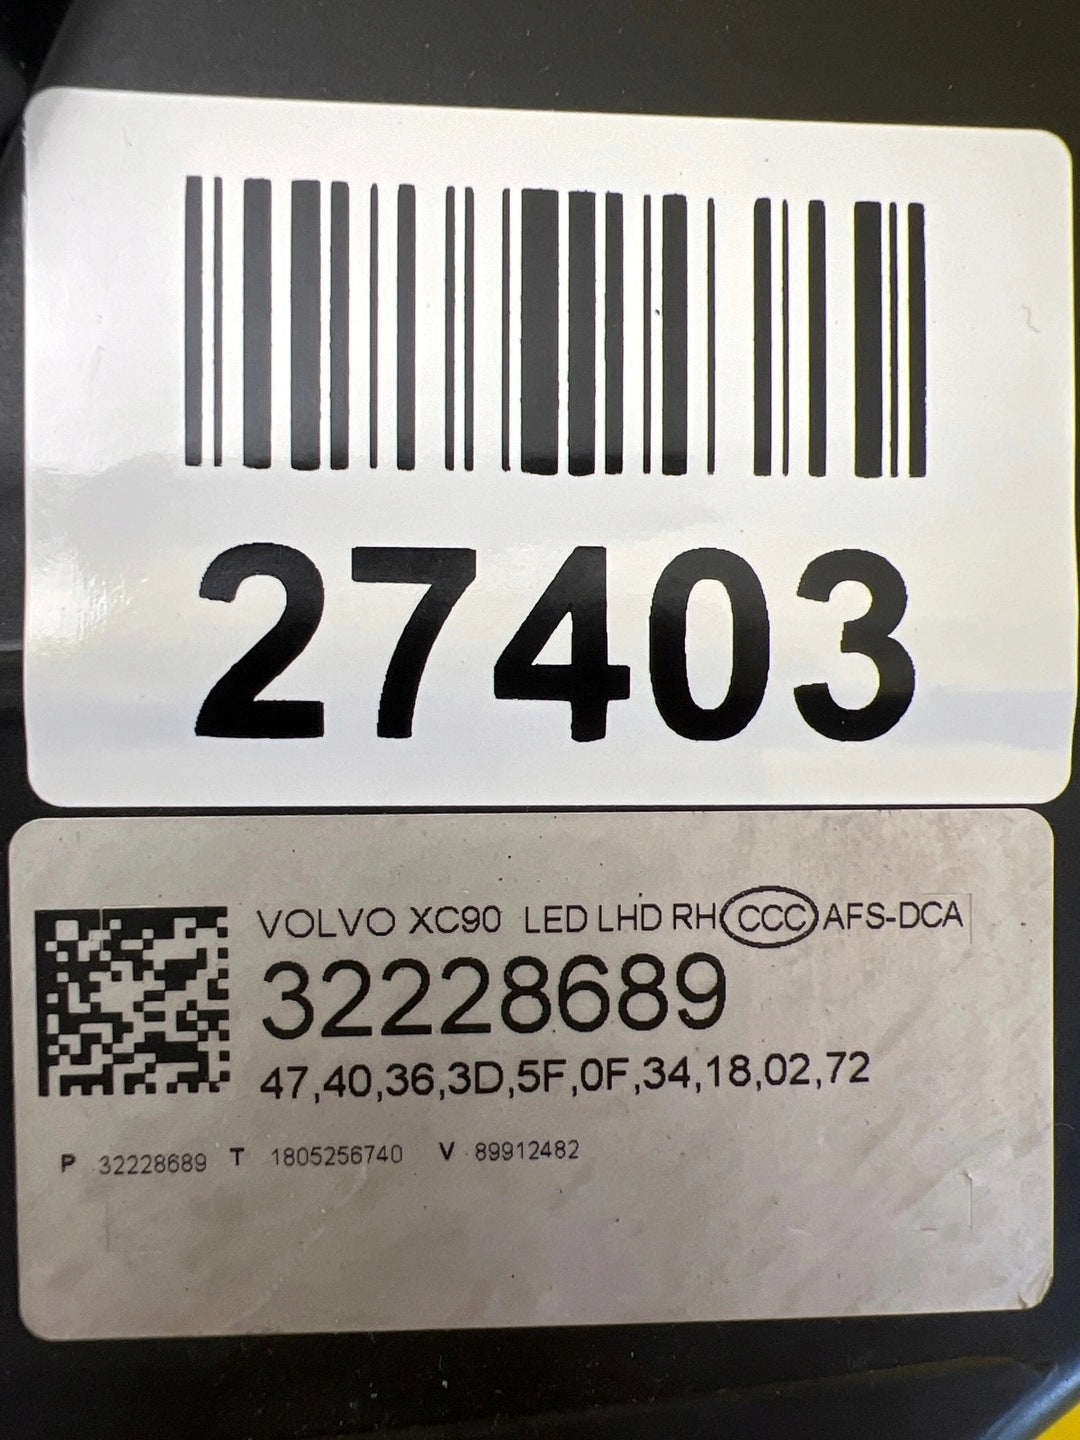 27403
VOLVO XC90 LED LHD RH CCC AFS-DCA
32228689
47,40,36,3D,5F,0F,34,18,02,72
P 32228689 T 1805256740 V 89912482